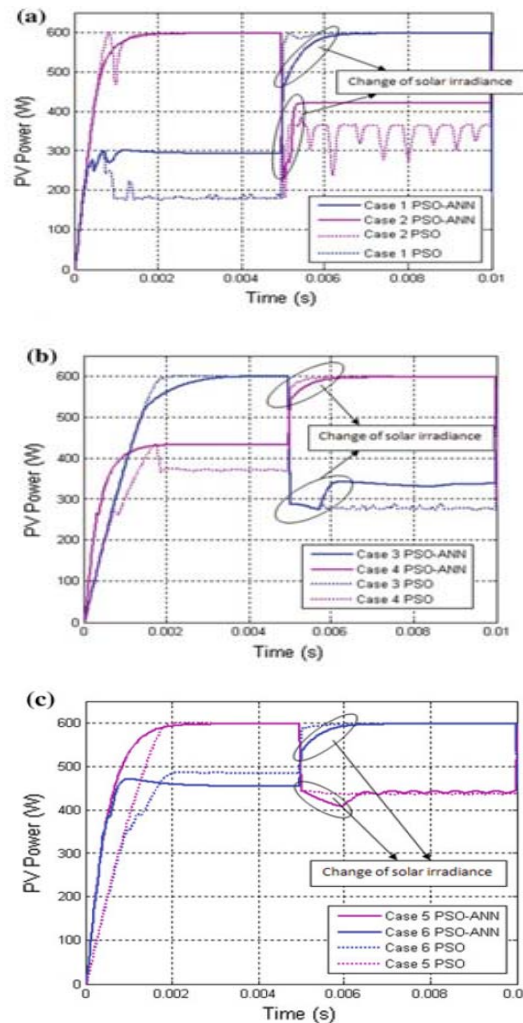 (a)
600
500
400
300
200
100
0
PV Power (W)
Change of solar irradiance
Case 1 PSO-ANN
Case 2 PSO-ANN
Case 2 PSO
Case 1 PSO
0 0.002 0.004 0.006 0.008 0.01
Time (s)
(b)
600
500
400
300
200
100
0
PV Power (W)
Change of solar irradiance
Case 3 PSO-ANN
Case 4 PSO-ANN
Case 3 PSO
Case 4 PSO
0 0.002 0.004 0.006 0.008 0.01
Time (s)
(c)
600
500
400
300
200
100
0
PV Power (W)
Change of solar irradiance
Case 5 PSO-ANN
Case 6 PSO-ANN
Case 6 PSO
Case 5 PSO
0 0.002 0.004 0.006 0.008 0.0
Time (s)